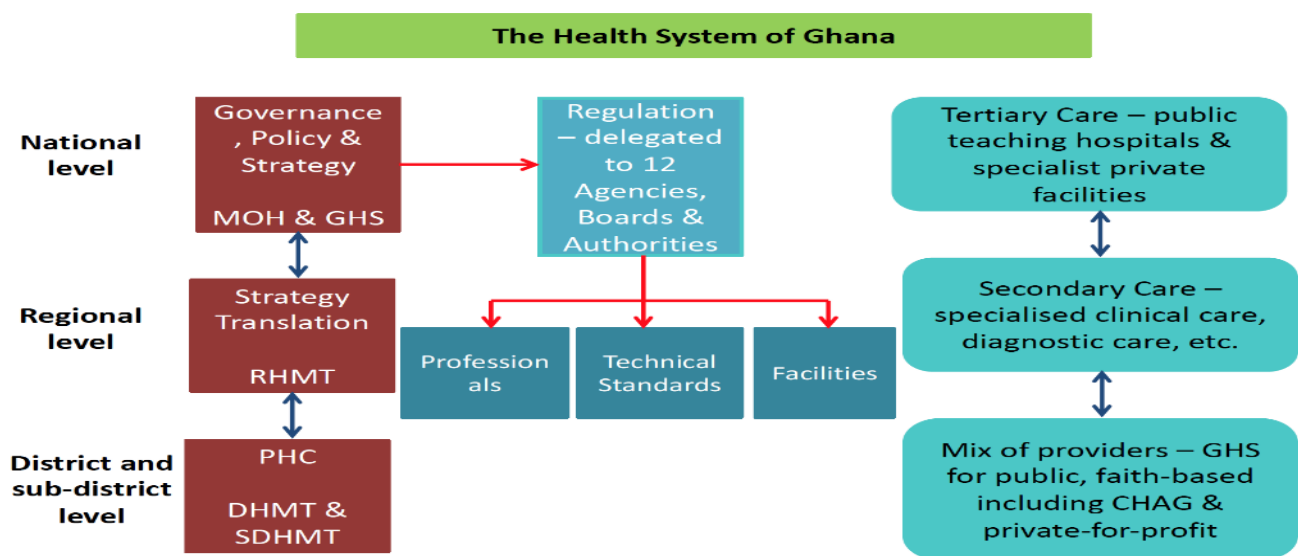 The Health System of Ghana
National
level
Governance
, Policy &
Strategy
MOH & GHS
Regulation
– delegated
to 12
Agencies,
Boards &
Authorities
Tertiary Care – public
teaching hospitals &
specialist private
facilities
Regional
level
Strategy
Translation
RHMT
Profession
als
Technical
Standards
Facilities
Secondary Care –
specialised clinical care,
diagnostic care, etc.
District and
sub-district
level
PHC
DHMT &
SDHMT
Mix of providers – GHS
for public, faith-based
including CHAG &
private-for-profit